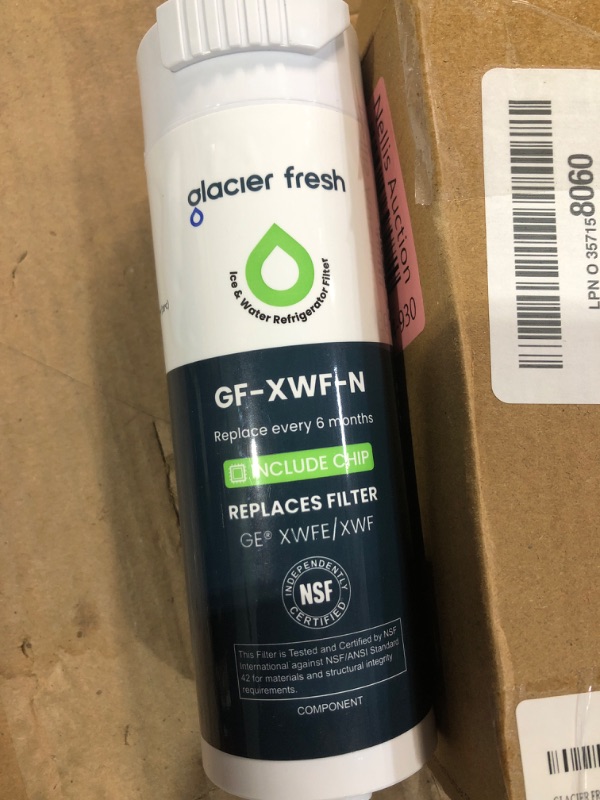 glacier fresh
Ice & Water Refrigerator Filter
GF-XWF-N
Replace every 6 months
INCLUDE CHIP
REPLACES FILTER
GE® XWFE/XWF
INDEPENDENTLY
NSF
CERTIFIED
This Filter is Tested and Certified by NSF
International against NSF/ANSI Standard
42 for materials and structural integrity
requirements.
COMPONENT
Nellis Auction
930
LPN O 357158060